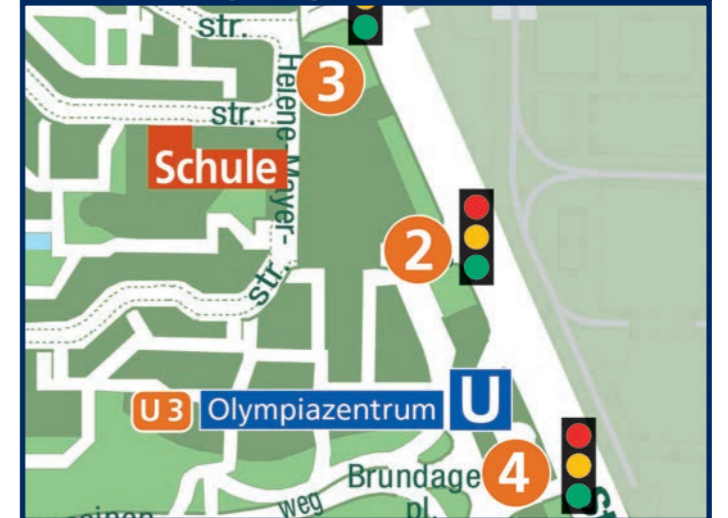 str.
3
Helene-Mayer-
str.
str.
Schule
2
U3 Olympiazentrum U
Brundage
pl.
4
weg